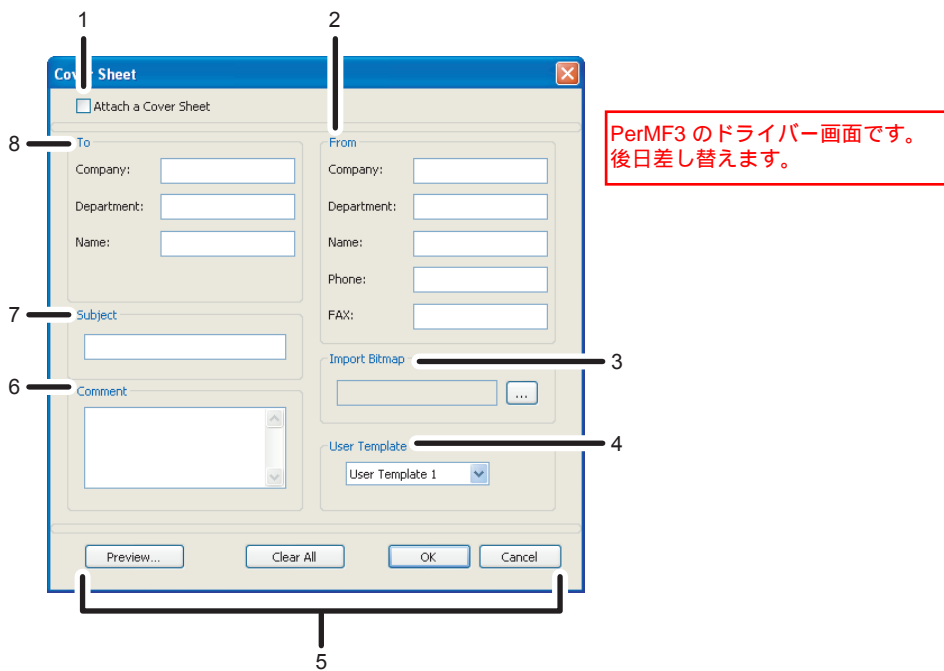 1
2
Cover Sheet
Attach a Cover Sheet
PerMF3 のドライバー画面です。
後日差し替えます。
8
To
Company:
Department:
Name:
From
Company:
Department:
Name:
Phone:
FAX:
7
Subject
Import Bitmap
...
3
6
Comment
User Template
User Template 1
4
Preview...
Clear All
OK
Cancel
5